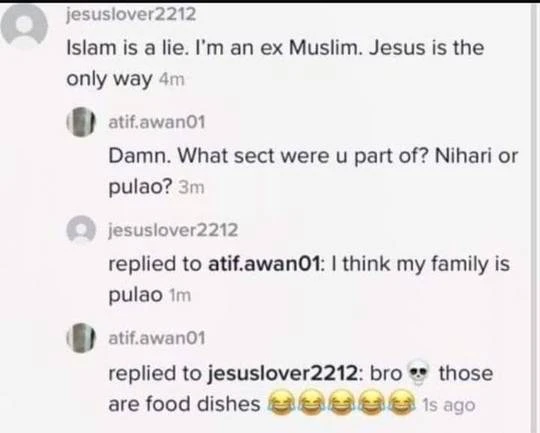 jesuslover2212
Islam is a lie. I'm an ex Muslim. Jesus is the
only way 4m
atif.awan01
Damn. What sect were u part of? Nihari or
pulao? 3m
jesuslover2212
replied to atif.awan01: I think my family is
pulao 1m
atif.awan01
replied to jesuslover2212: bro 💀 those
are food dishes 😂😂😂😂😂 1s ago